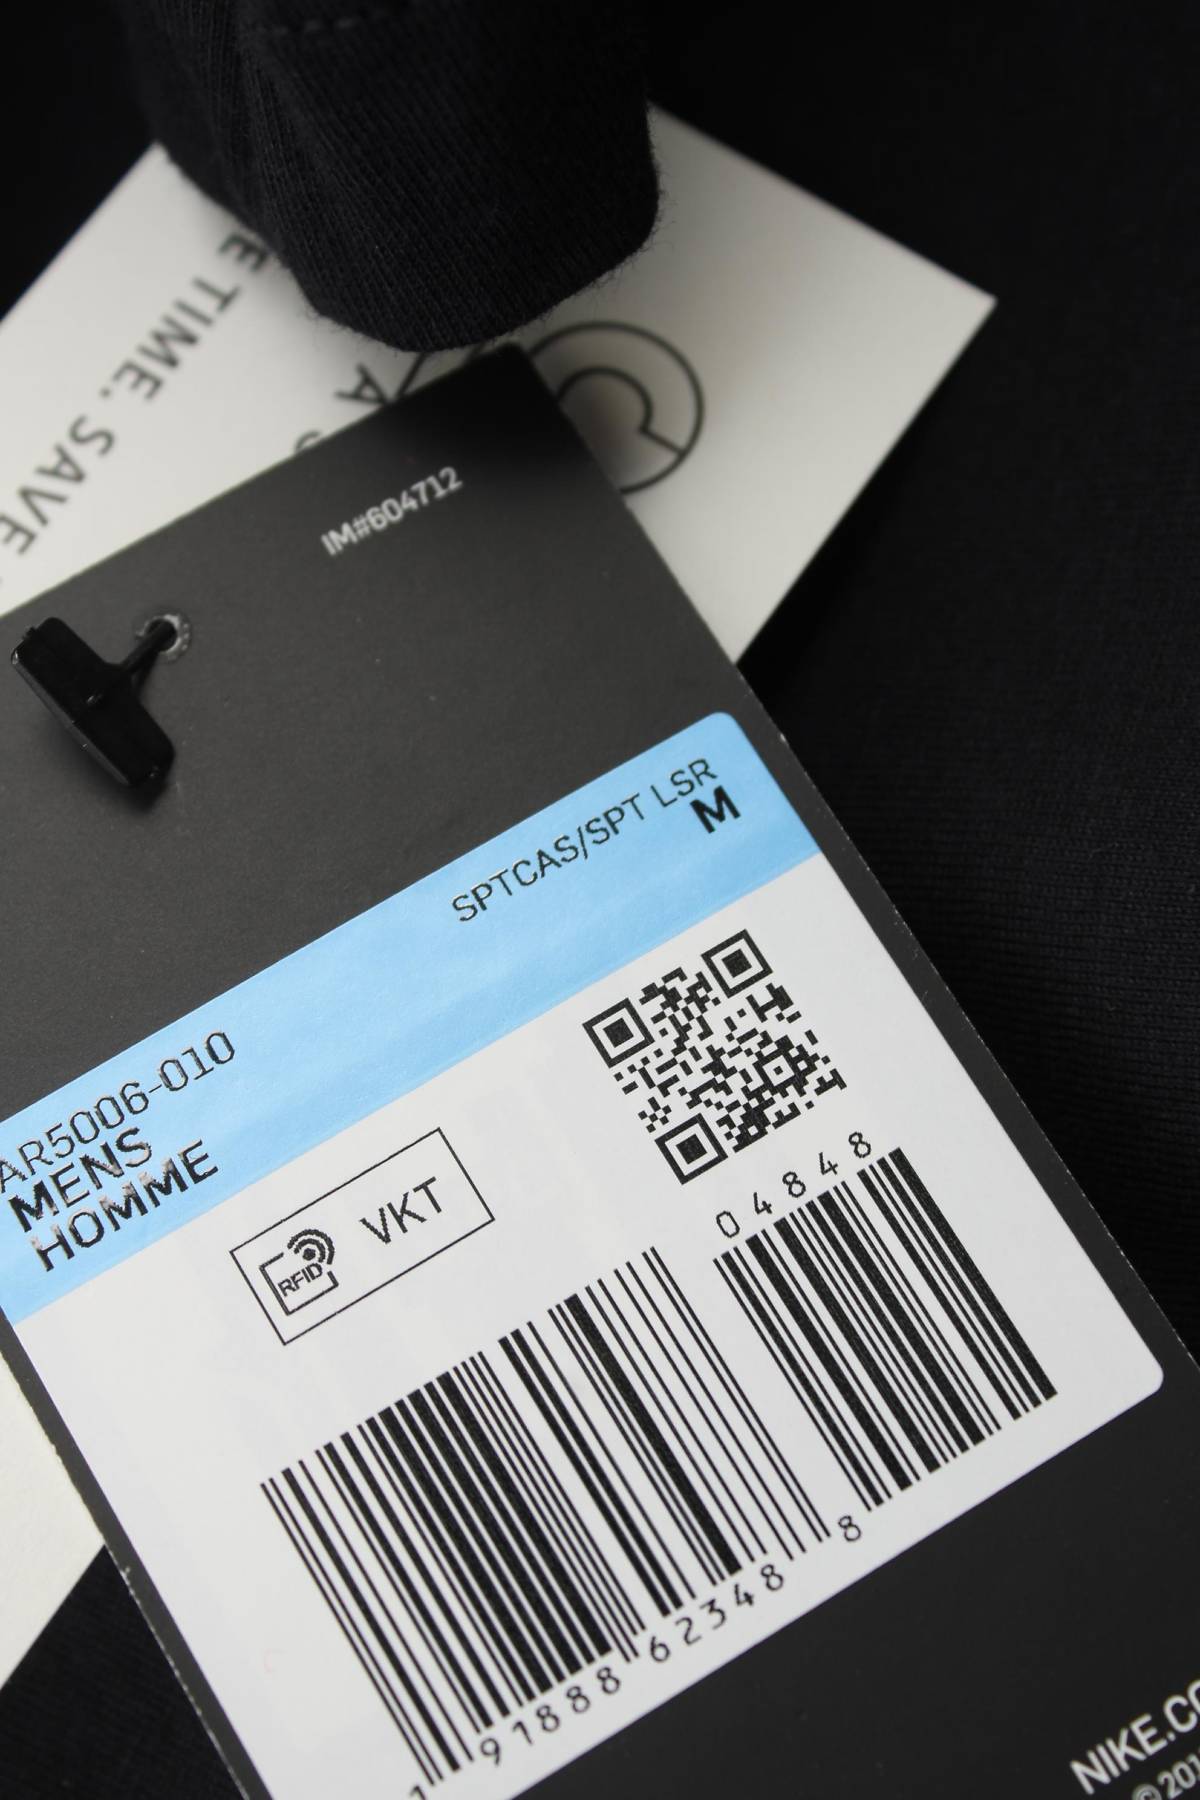 E TIME. SAVE
A
IM#604712
SPTCAS/SPT LSR
M
AR5006-010
MENS
HOMME
RFID VKT
04848
1 91888 62348 8
NIKE.CO
© 201